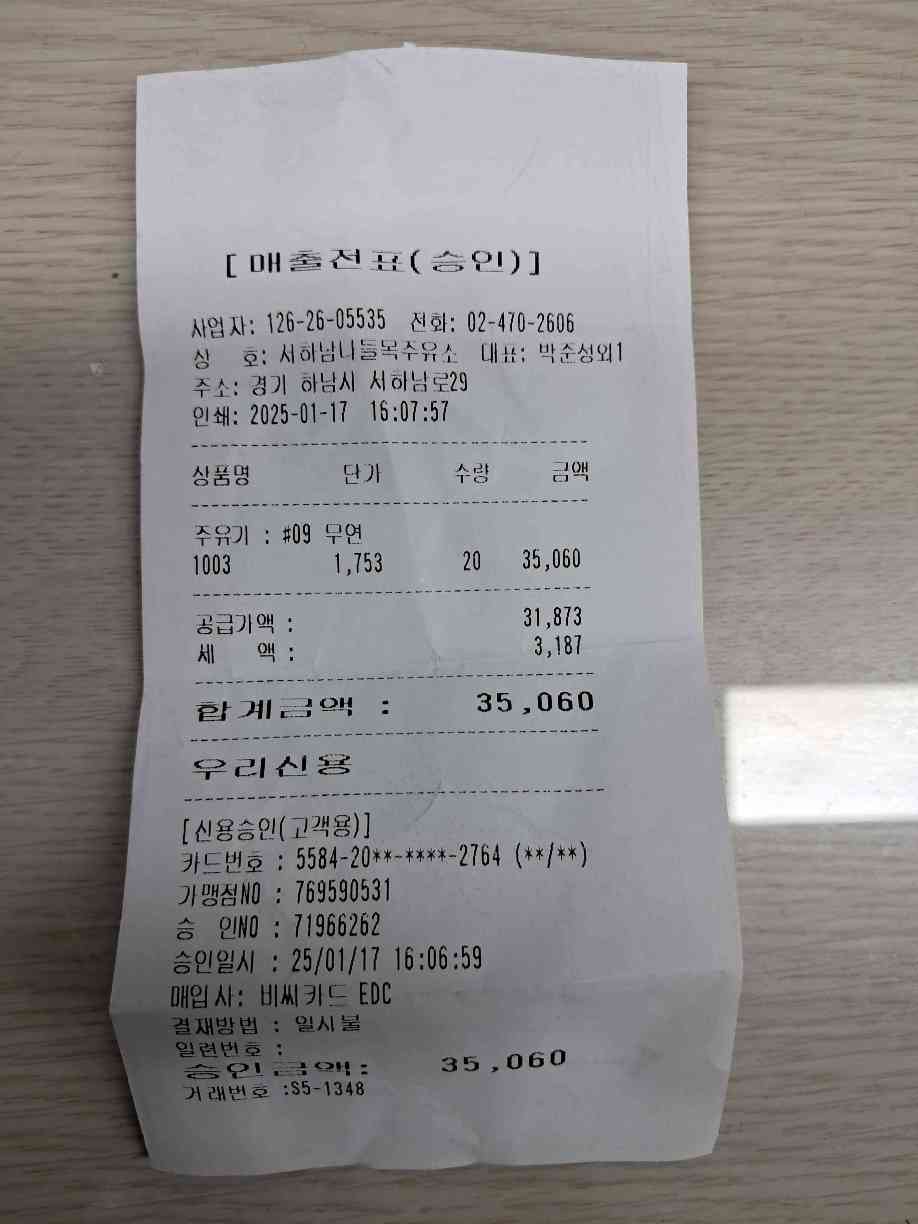 [매출전표(승인)]
사업자: 126-26-05535 전화: 02-470-2606
상 호: 서하남나들목주유소 대표: 박준성외1
주소: 경기 하남시 서하남로29
인쇄: 2025-01-17 16:07:57
상품명 단가 수량 금액
주유기 : #09 무연
1003 1,753 20 35,060
공급가액 : 31,873
세 액 : 3,187
합계금액 : 35,060
우리신용
[신용승인(고객용)]
카드번호 : 5584-20**-****-2764 (**/**)
가맹점NO : 769590531
승 인NO : 71966262
승인일시 : 25/01/17 16:06:59
매입사: 비씨카드 EDC
결재방법 : 일시불
일련번호 :
승인금액: 35,060
거래번호 :S5-1348